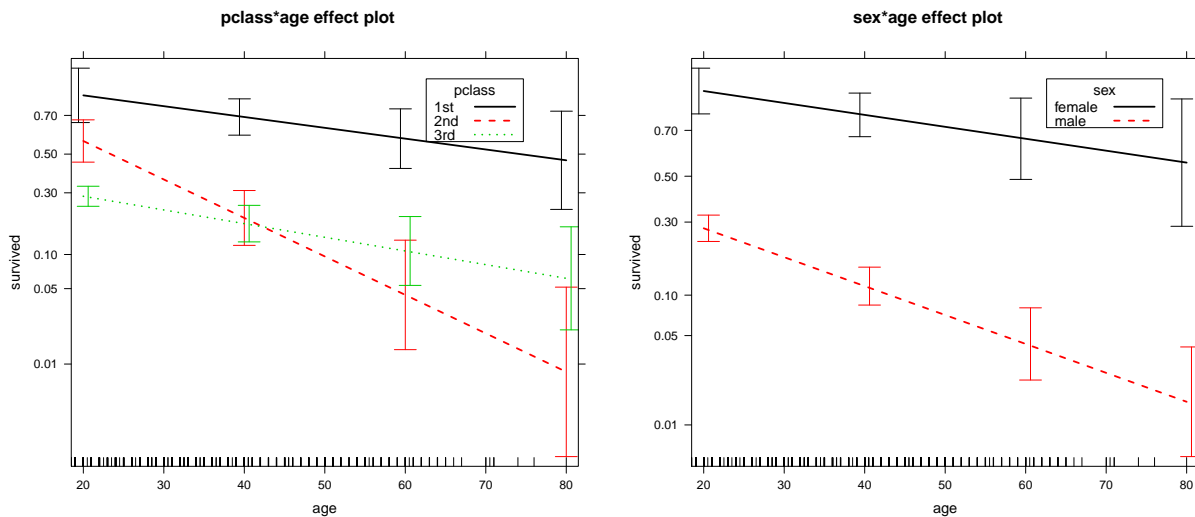 pclass*age effect plot
age
survived
0.01
0.05
0.10
0.30
0.50
0.70
20 30 40 50 60 70 80
pclass
1st
2nd
3rd
sex*age effect plot
age
survived
0.01
0.05
0.10
0.30
0.50
0.70
20 30 40 50 60 70 80
sex
female
male